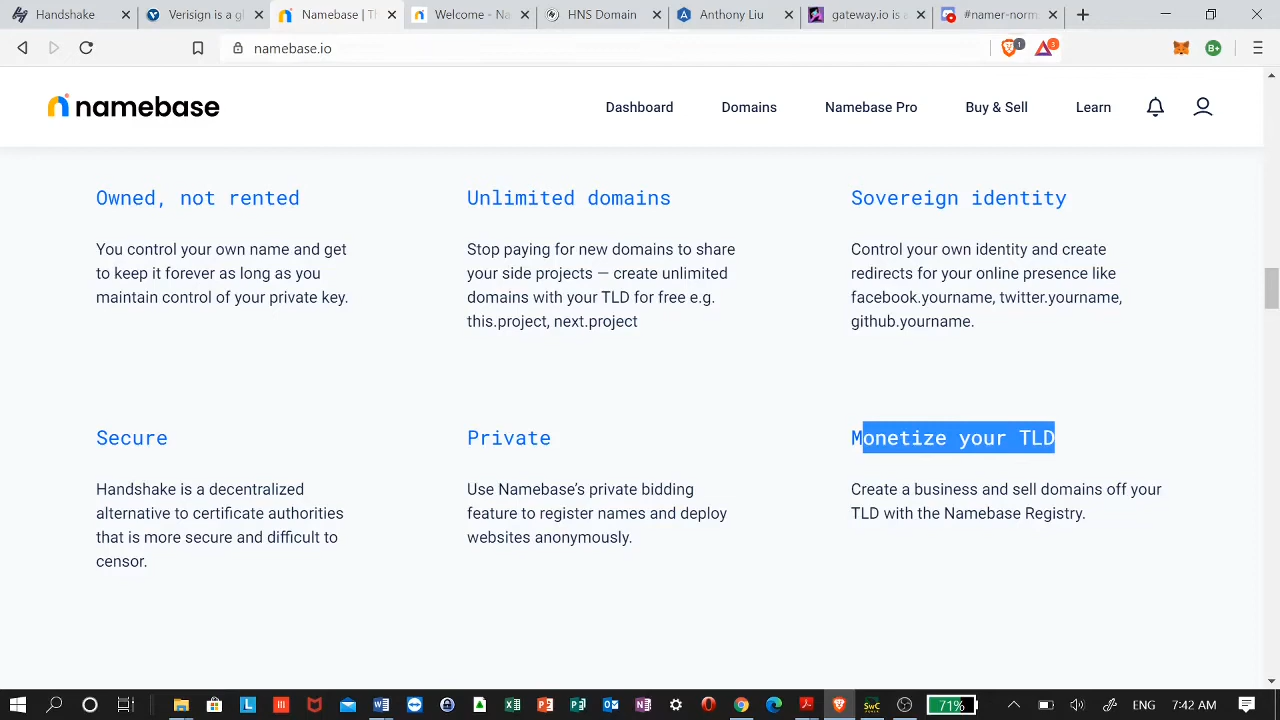 Handshake
Verisign is a gl
Namebase | Th
Welcome - Na
HNS Domain
Anthony Liu
gateway.io is a
#namer-norm
namebase.io
1
3
B+
namebase
Dashboard
Domains
Namebase Pro
Buy & Sell
Learn
Owned, not rented
You control your own name and get
to keep it forever as long as you
maintain control of your private key.
Unlimited domains
Stop paying for new domains to share
your side projects — create unlimited
domains with your TLD for free e.g.
this.project, next.project
Sovereign identity
Control your own identity and create
redirects for your online presence like
facebook.yourname, twitter.yourname,
github.yourname.
Secure
Handshake is a decentralized
alternative to certificate authorities
that is more secure and difficult to
censor.
Private
Use Namebase’s private bidding
feature to register names and deploy
websites anonymously.
Monetize your TLD
Create a business and sell domains off your
TLD with the Namebase Registry.
71%
ENG
7:42 AM